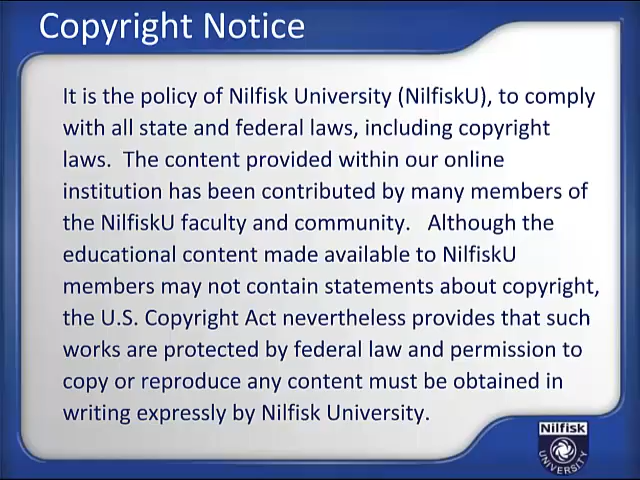 Copyright Notice
It is the policy of Nilfisk University (NilfiskU), to comply
with all state and federal laws, including copyright
laws.  The content provided within our online
institution has been contributed by many members of
the NilfiskU faculty and community.   Although the
educational content made available to NilfiskU
members may not contain statements about copyright,
the U.S. Copyright Act nevertheless provides that such
works are protected by federal law and permission to
copy or reproduce any content must be obtained in
writing expressly by Nilfisk University.
Nilfisk
UNIVERSITY